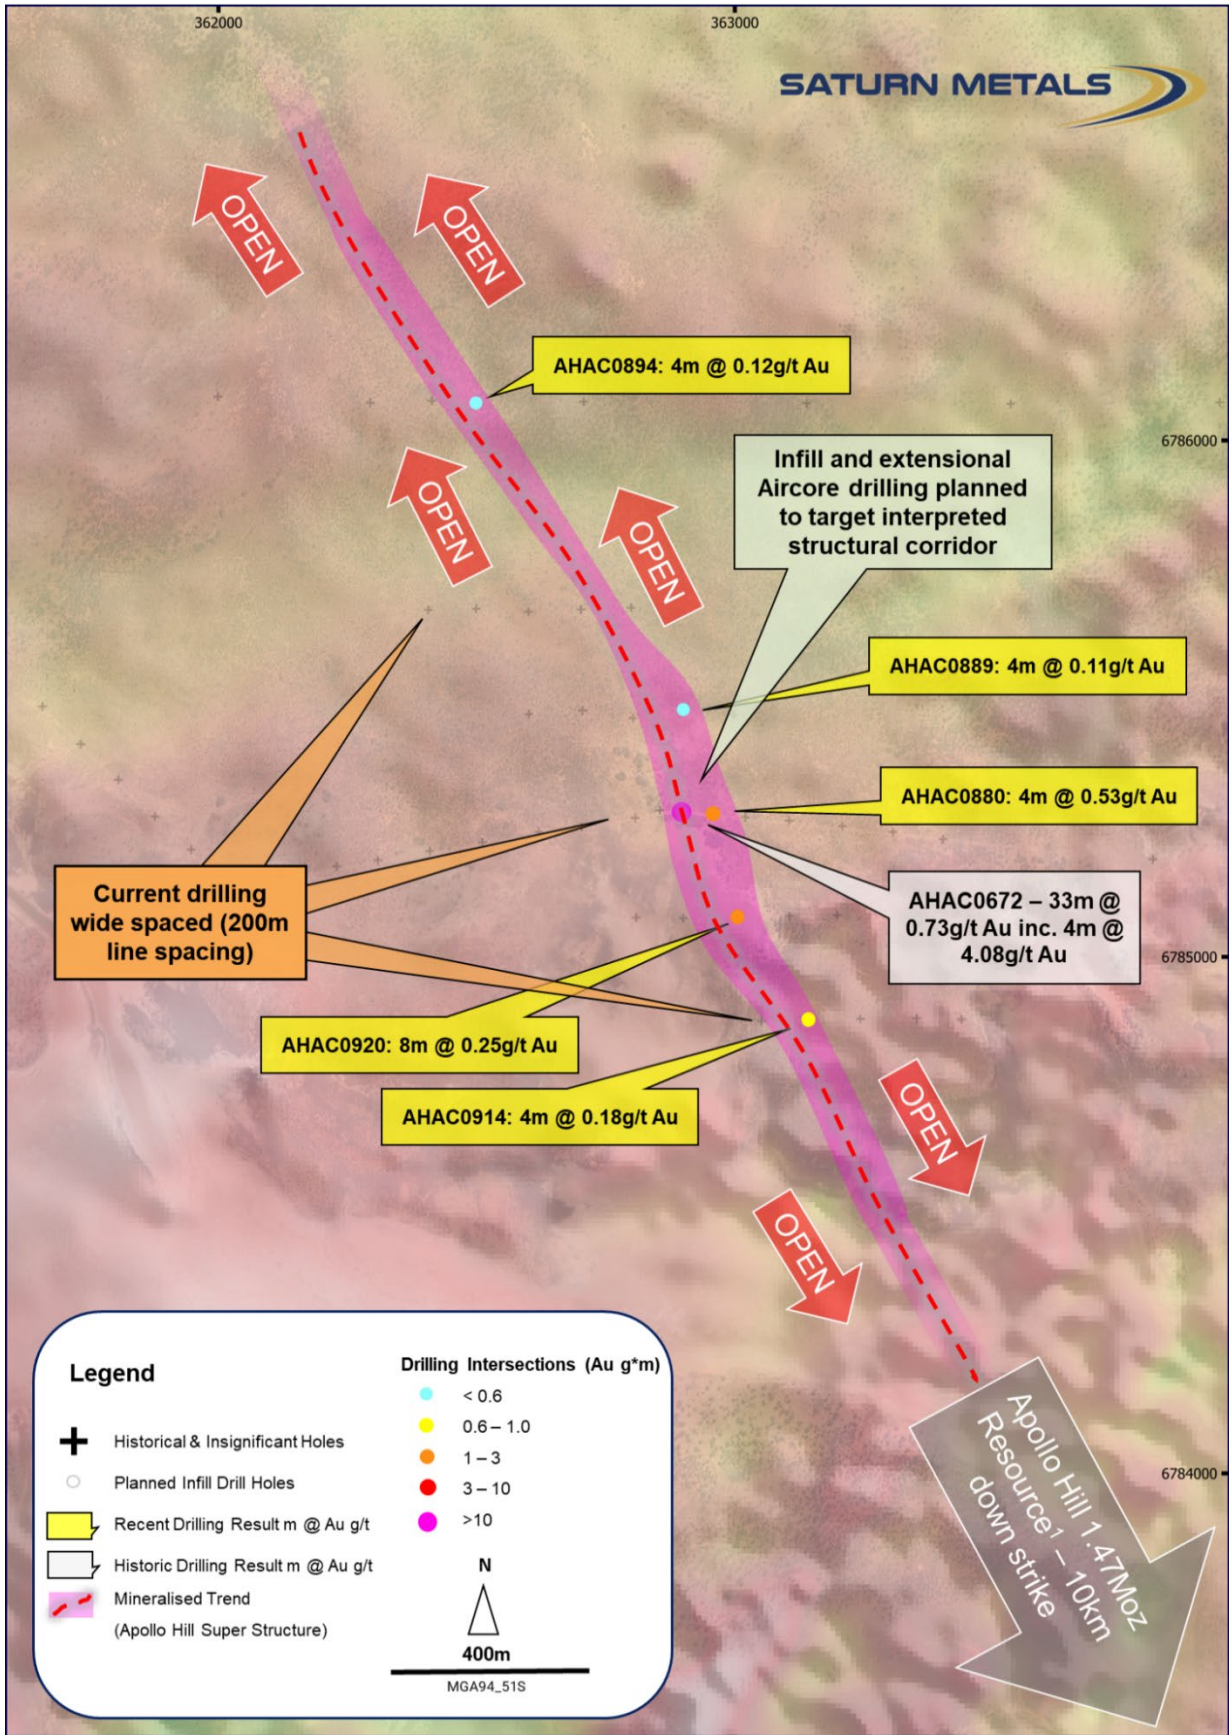 362000
363000
SATURN METALS
OPEN
OPEN
AHAC0894: 4m @ 0.12g/t Au
6786000
Infill and extensional
Aircore drilling planned
to target interpreted
structural corridor
OPEN
OPEN
AHAC0889: 4m @ 0.11g/t Au
AHAC0880: 4m @ 0.53g/t Au
Current drilling
wide spaced (200m
line spacing)
AHAC0672 – 33m @
0.73g/t Au inc. 4m @
4.08g/t Au
6785000
AHAC0920: 8m @ 0.25g/t Au
AHAC0914: 4m @ 0.18g/t Au
OPEN
OPEN
Legend
Historical & Insignificant Holes
Planned Infill Drill Holes
Recent Drilling Result m @ Au g/t
Historic Drilling Result m @ Au g/t
Mineralised Trend
(Apollo Hill Super Structure)
Drilling Intersections (Au g*m)
< 0.6
0.6 – 1.0
1 – 3
3 – 10
>10
N
400m
MGA94_51S
6784000
Apollo Hill 1.47Moz
Resource¹ – 10km
down strike